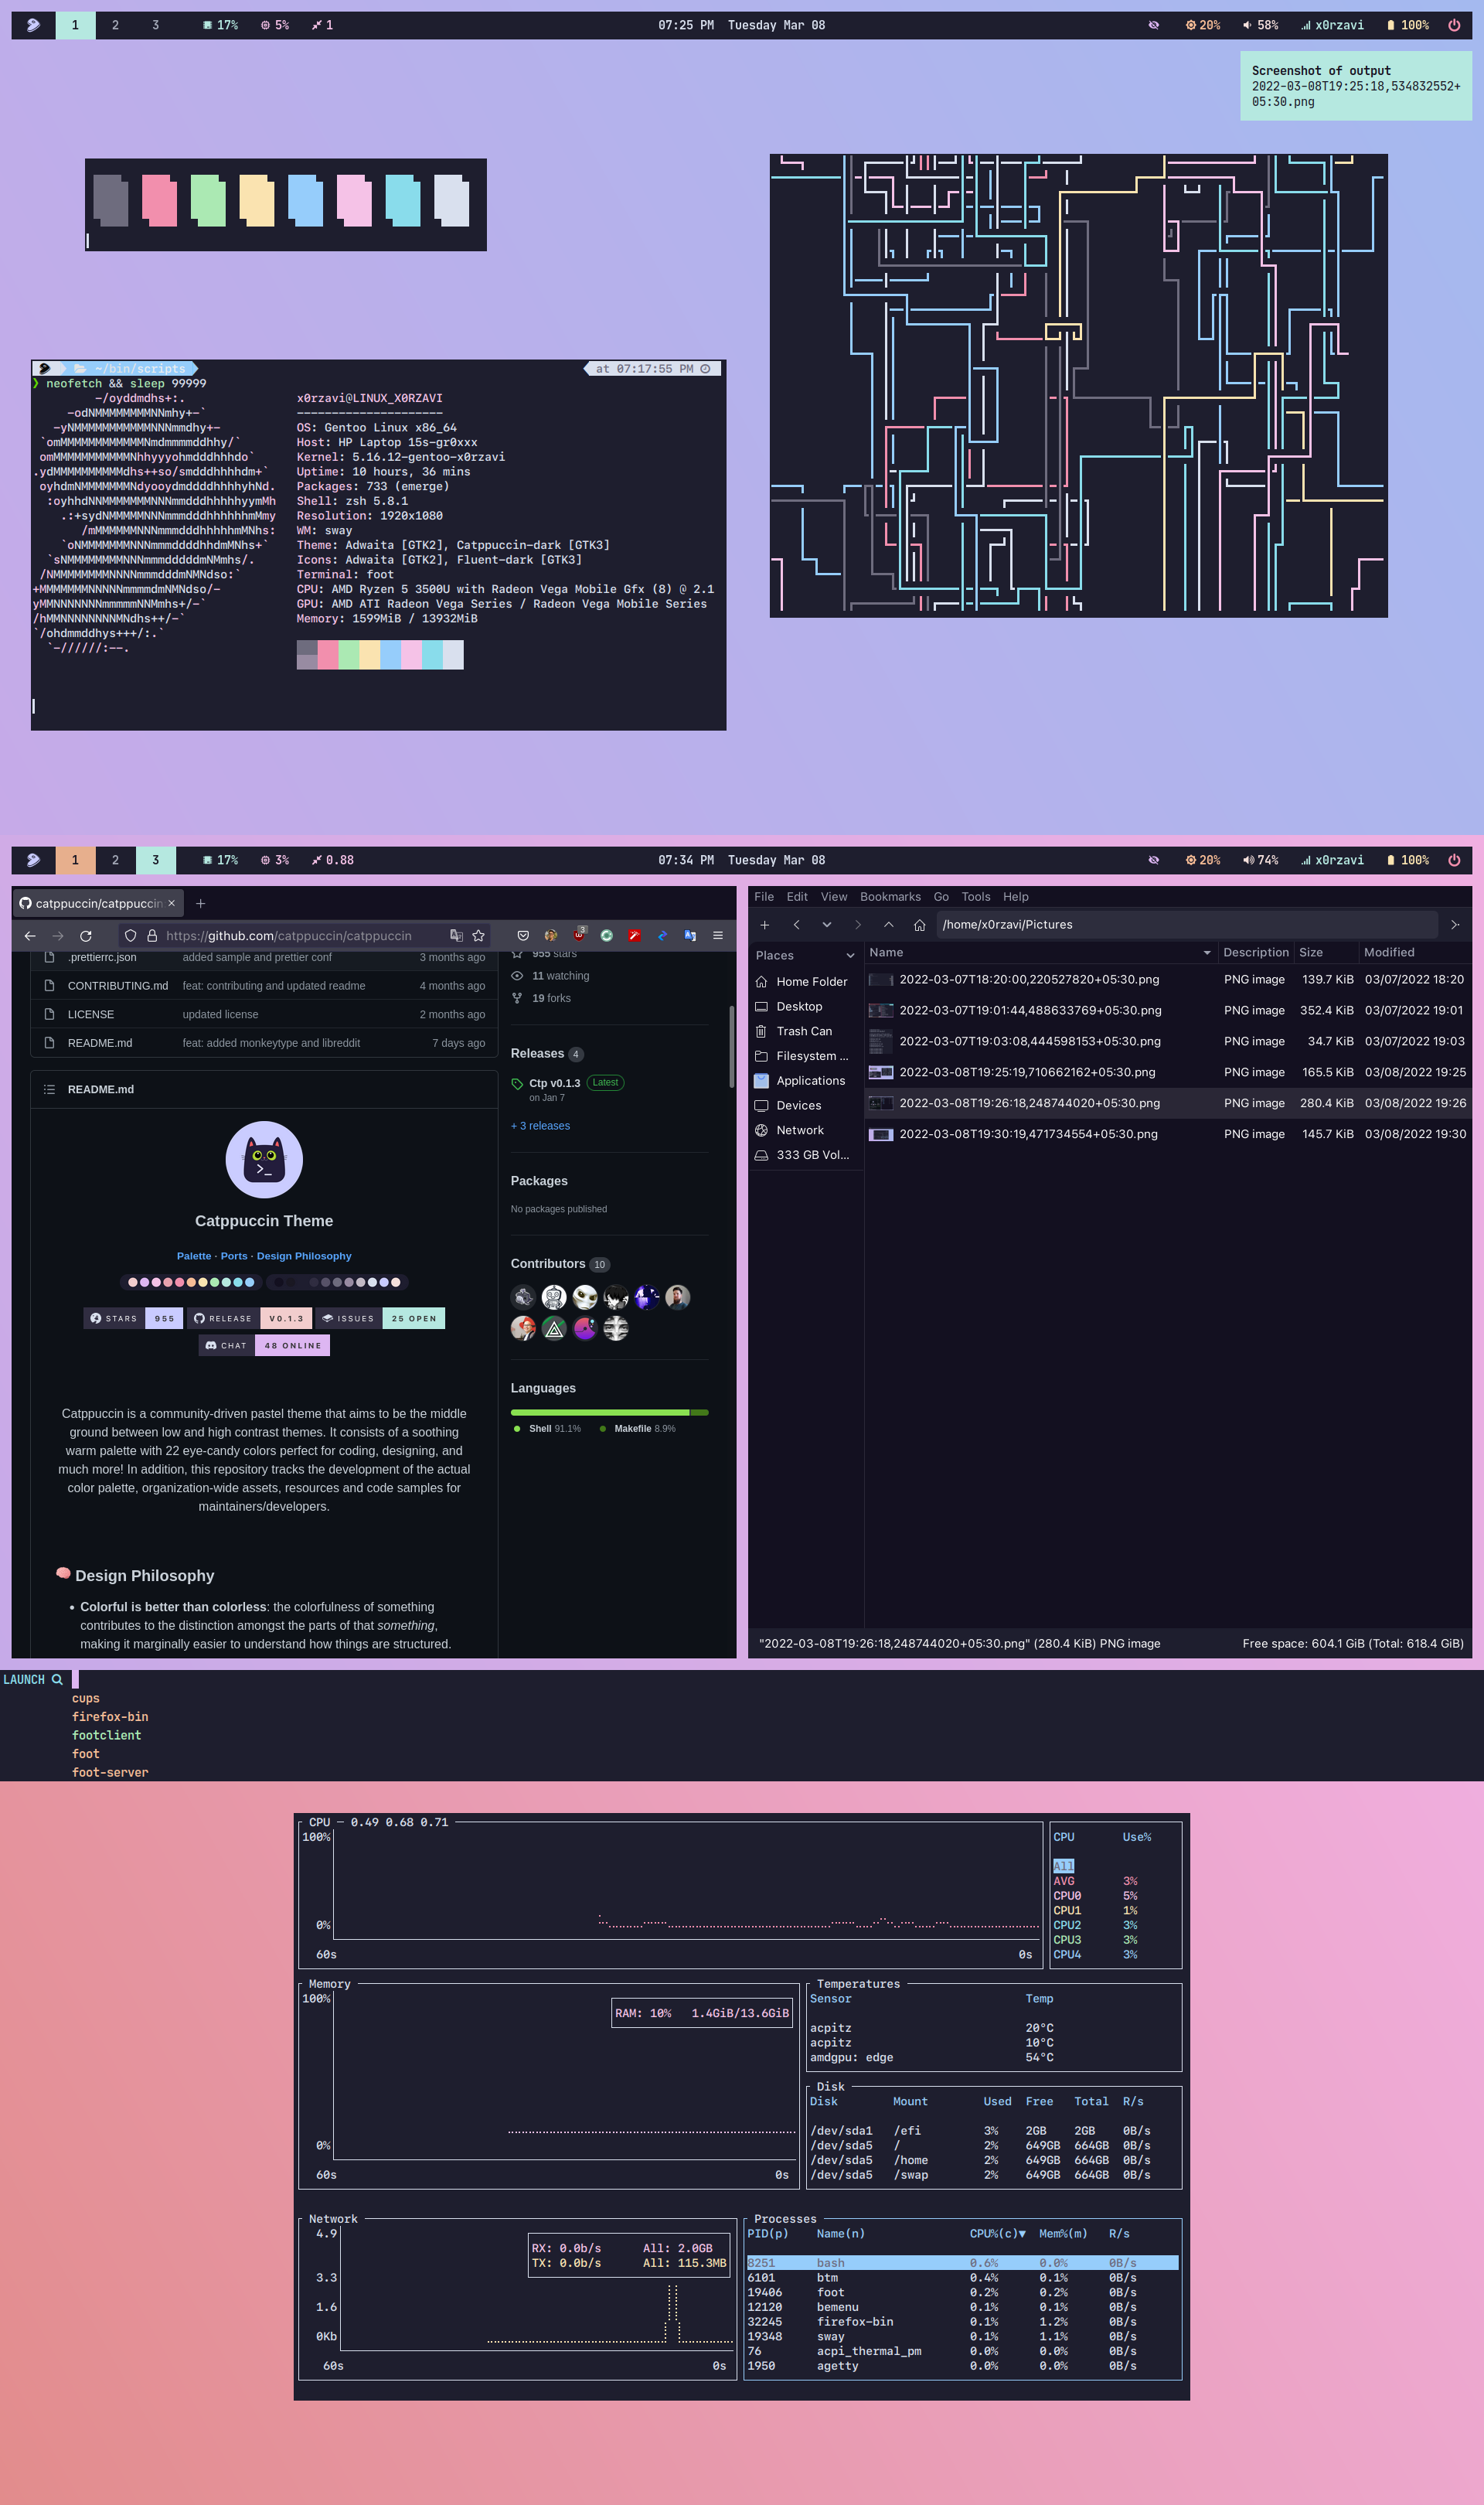 1 2 3 17% 5% 1 07:25 PM Tuesday Mar 08 20% 58% x0rzavi 100%
Screenshot of output
2022-03-08T19:25:18,534832552+
05:30.png
~/bin/scripts at 07:17:55 PM
❯ neofetch && sleep 99999
-/oyddmdhs+:. x0rzavi@LINUX_X0RZAVI
-odNMMMMMMMMNNmhy+-` ---------------------
-yNMMMMMMMMMMMNNNmmdhy+- OS: Gentoo Linux x86_64
`omMMMMMMMMMMMMNmdmmmmddhhy/` Host: HP Laptop 15s-gr0xxx
omMMMMMMMMMMMNhhyyyohmdddhhhdo` Kernel: 5.16.12-gentoo-x0rzavi
.ydMMMMMMMMMMdhs++so/smdddhhhhdm+` Uptime: 10 hours, 36 mins
oyhdmNMMMMMMMNdyooydmddddhhhhyhNd. Packages: 733 (emerge)
:oyhhdNNMMMMMMMNNNmmdddhhhhhyymMh Shell: zsh 5.8.1
.:+sydNMMMMMNNNmmmdddhhhhhhmMmy Resolution: 1920x1080
/mMMMMMMNNNmmmdddhhhhhmMNhs: WM: sway
`oNMMMMMMMNNNmmmddddhhdmMNhs+` Theme: Adwaita [GTK2], Catppuccin-dark [GTK3]
`sNMMMMMMMMNNNmmmdddddmNMmhs/. Icons: Adwaita [GTK2], Fluent-dark [GTK3]
/NMMMMMMMMNNNNmmmdddmNMNdso:` Terminal: foot
+MMMMMMMNNNNNmmmmdmNMNdso/- CPU: AMD Ryzen 5 3500U with Radeon Vega Mobile Gfx (8) @ 2.1
yMMNNNNNNNmmmmmNNMmhs+/-` GPU: AMD ATI Radeon Vega Series / Radeon Vega Mobile Series
/hMMNNNNNNNNMNdhs++/-` Memory: 1599MiB / 13932MiB
`/ohdmmddhys+++/:.`
`-//////:--.
1 2 3 17% 3% 0.88 07:34 PM Tuesday Mar 08 20% 74% x0rzavi 100%
catppuccin/catppuccin
https://github.com/catppuccin/catppuccin 3
.prettierrc.json added sample and prettier conf 3 months ago
CONTRIBUTING.md feat: contributing and updated readme 4 months ago
LICENSE updated license 2 months ago
README.md feat: added monkeytype and libreddit 7 days ago
README.md
Catppuccin Theme
Palette · Ports · Design Philosophy
STARS 955 RELEASE V0.1.3 ISSUES 25 OPEN
CHAT 48 ONLINE
Catppuccin is a community-driven pastel theme that aims to be the middle
ground between low and high contrast themes. It consists of a soothing
warm palette with 22 eye-candy colors perfect for coding, designing, and
much more! In addition, this repository tracks the development of the actual
color palette, organization-wide assets, resources and code samples for
maintainers/developers.
Design Philosophy
• Colorful is better than colorless: the colorfulness of something
contributes to the distinction amongst the parts of that something,
making it marginally easier to understand how things are structured.
955 stars
11 watching
19 forks
Releases 4
Ctp v0.1.3 Latest
on Jan 7
+ 3 releases
Packages
No packages published
Contributors 10
Languages
Shell 91.1% Makefile 8.9%
File Edit View Bookmarks Go Tools Help
/home/x0rzavi/Pictures
Places
Home Folder
Desktop
Trash Can
Filesystem ...
Applications
Devices
Network
333 GB Vol...
Name Description Size Modified
2022-03-07T18:20:00,220527820+05:30.png PNG image 139.7 KiB 03/07/2022 18:20
2022-03-07T19:01:44,488633769+05:30.png PNG image 352.4 KiB 03/07/2022 19:01
2022-03-07T19:03:08,444598153+05:30.png PNG image 34.7 KiB 03/07/2022 19:03
2022-03-08T19:25:19,710662162+05:30.png PNG image 165.5 KiB 03/08/2022 19:25
2022-03-08T19:26:18,248744020+05:30.png PNG image 280.4 KiB 03/08/2022 19:26
2022-03-08T19:30:19,471734554+05:30.png PNG image 145.7 KiB 03/08/2022 19:30
"2022-03-08T19:26:18,248744020+05:30.png" (280.4 KiB) PNG image Free space: 604.1 GiB (Total: 618.4 GiB)
LAUNCH
cups
firefox-bin
footclient
foot
foot-server
CPU — 0.49 0.68 0.71
100%
0%
60s 0s
CPU Use%
All
AVG 3%
CPU0 5%
CPU1 1%
CPU2 3%
CPU3 3%
CPU4 3%
Memory
100%
RAM: 10% 1.4GiB/13.6GiB
0%
60s 0s
Temperatures
Sensor Temp
acpitz 20°C
acpitz 10°C
amdgpu: edge 54°C
Disk
Disk Mount Used Free Total R/s
/dev/sda1 /efi 3% 2GB 2GB 0B/s
/dev/sda5 / 2% 649GB 664GB 0B/s
/dev/sda5 /home 2% 649GB 664GB 0B/s
/dev/sda5 /swap 2% 649GB 664GB 0B/s
Network
4.9
3.3
1.6
0Kb
RX: 0.0b/s All: 2.0GB
TX: 0.0b/s All: 115.3MB
60s 0s
Processes
PID(p) Name(n) CPU%(c)▼ Mem%(m) R/s
8251 bash 0.6% 0.0% 0B/s
6101 btm 0.4% 0.1% 0B/s
19406 foot 0.2% 0.2% 0B/s
12120 bemenu 0.1% 0.1% 0B/s
32245 firefox-bin 0.1% 1.2% 0B/s
19348 sway 0.1% 1.1% 0B/s
76 acpi_thermal_pm 0.0% 0.0% 0B/s
1950 agetty 0.0% 0.0% 0B/s